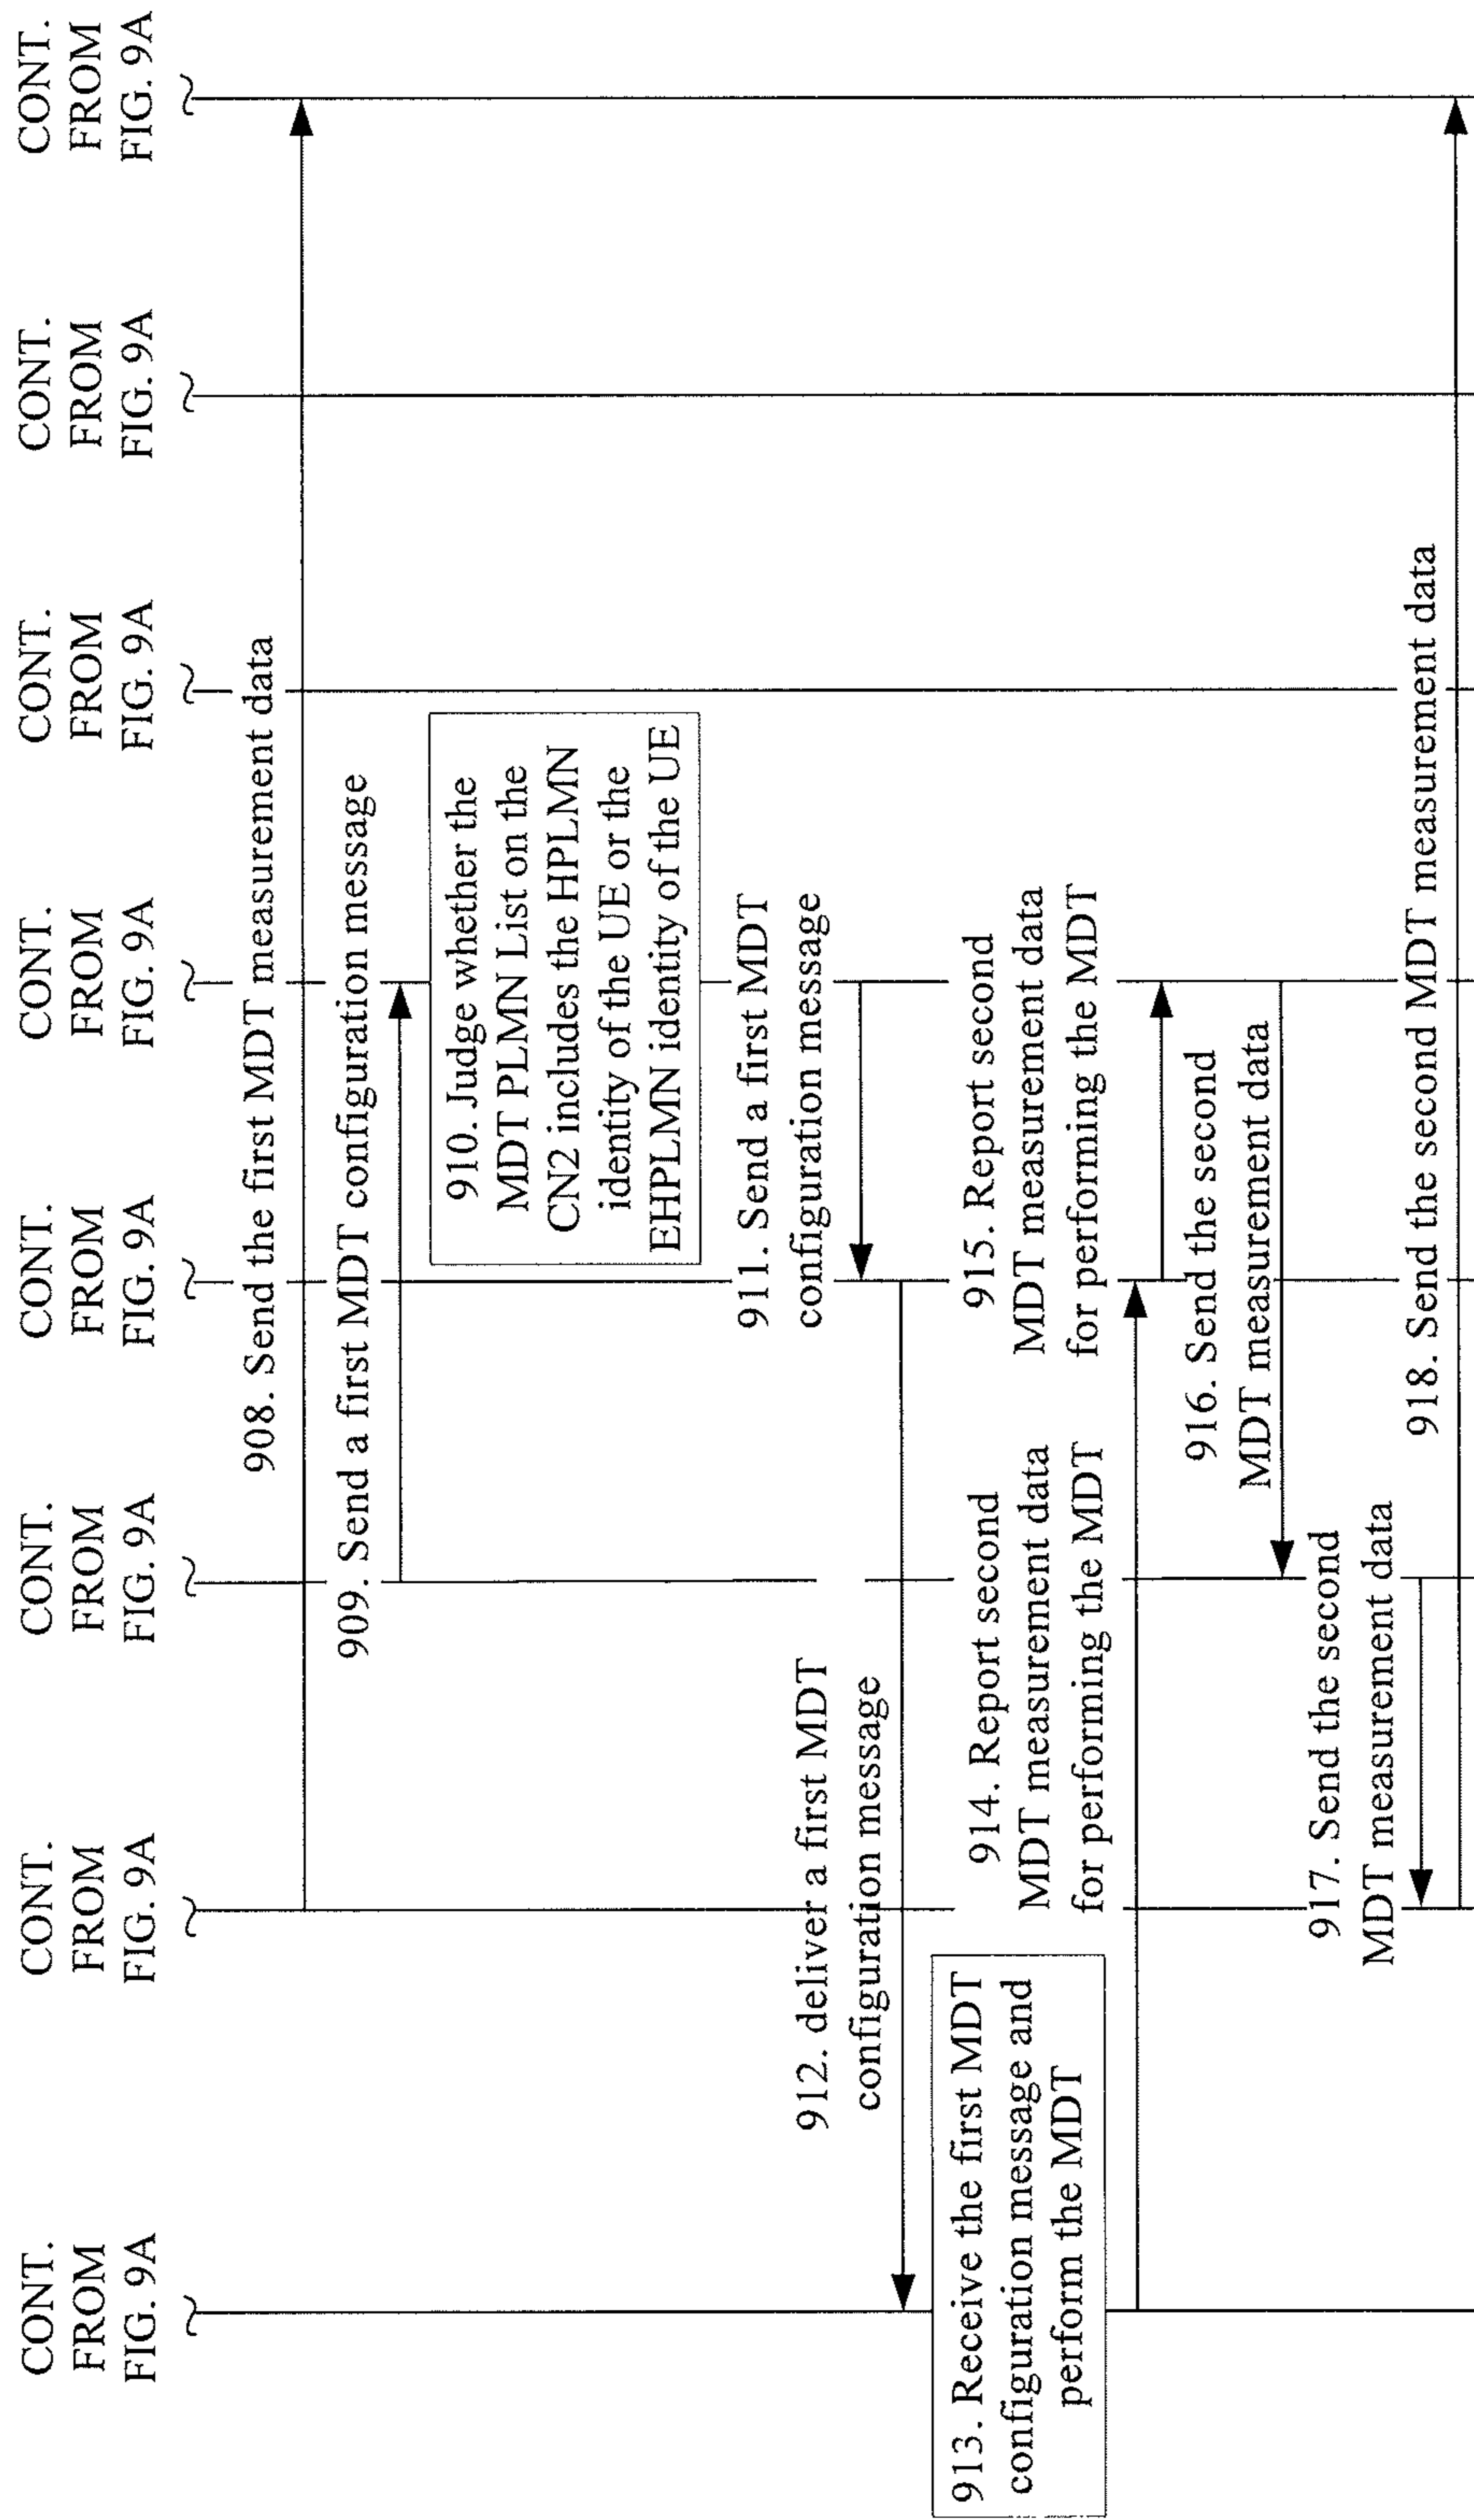 CONT.
FROM
FIG. 9A
CONT.
FROM
FIG. 9A
CONT.
FROM
FIG. 9A
CONT.
FROM
FIG. 9A
CONT.
FROM
FIG. 9A
CONT.
FROM
FIG. 9A
CONT.
FROM
FIG. 9A
CONT.
FROM
FIG. 9A
908. Send the first MDT measurement data
909. Send a first MDT configuration message
910. Judge whether the
MDT PLMN List on the
CN2 includes the HPLMN
identity of the UE or the
EHPLMN identity of the UE
911. Send a first MDT
configuration message
912. deliver a first MDT
configuration message
913. Receive the first MDT
configuration message and
perform the MDT
914. Report second
MDT measurement data
for performing the MDT
915. Report second
MDT measurement data
for performing the MDT
916. Send the second
MDT measurement data
917. Send the second
MDT measurement data
918. Send the second MDT measurement data